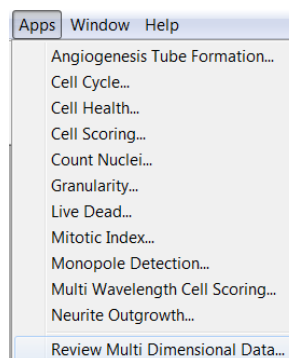 Apps Window Help
Angiogenesis Tube Formation...
Cell Cycle...
Cell Health...
Cell Scoring...
Count Nuclei...
Granularity...
Live Dead...
Mitotic Index...
Monopole Detection...
Multi Wavelength Cell Scoring...
Neurite Outgrowth...
Review Multi Dimensional Data...